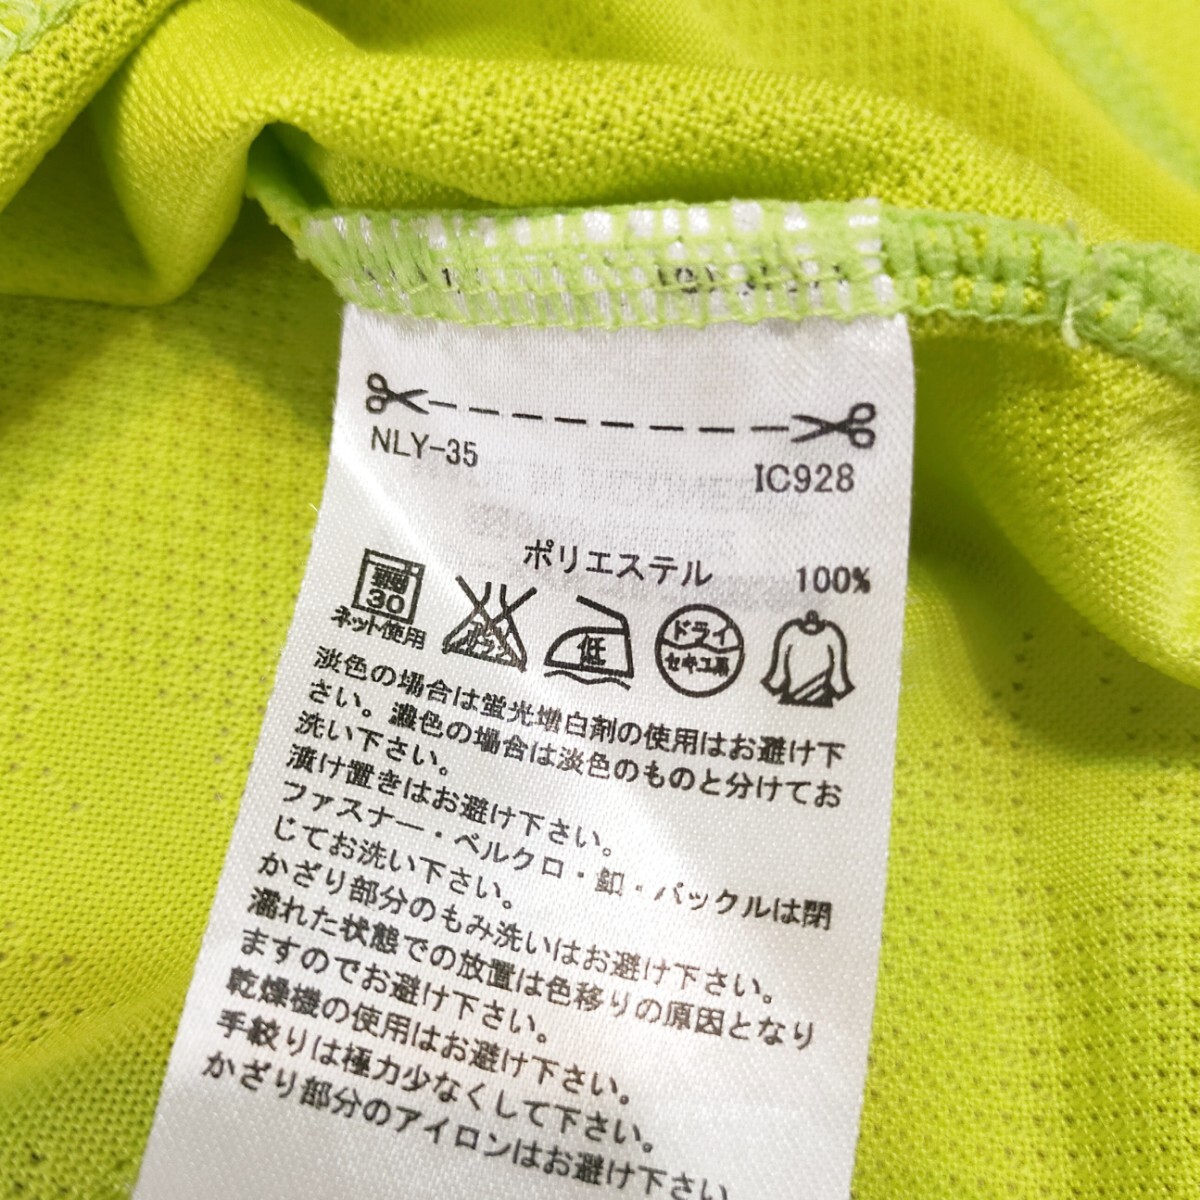 NLY-35
IC928
ポリエステル 100%
30
ネット使用
低
ドライ
セキユ系
淡色の場合は蛍光増白剤の使用はお避け下
さい。濃色の場合は淡色のものと分けてお
洗い下さい。
漬け置きはお避け下さい。
ファスナー・ベルクロ・釦・バックルは閉
じてお洗い下さい。
かざり部分のもみ洗いはお避け下さい。
濡れた状態での放置は色移りの原因となり
ますのでお避け下さい。
乾燥機の使用はお避け下さい。
手絞りは極力少なくして下さい。
かざり部分のアイロンはお避け下さい